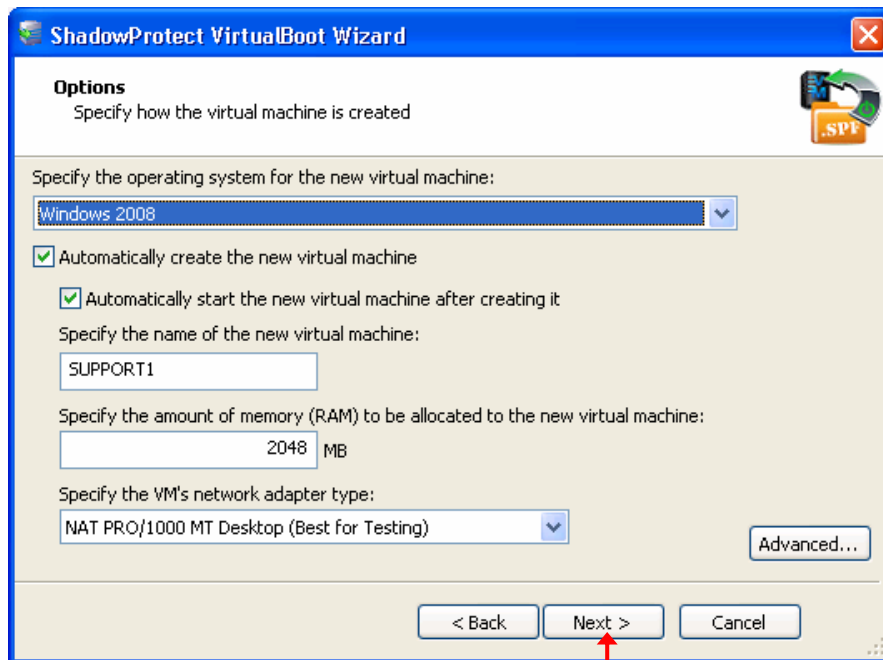 ShadowProtect VirtualBoot Wizard
Options
Specify how the virtual machine is created
.SPF
Specify the operating system for the new virtual machine:
Windows 2008
Automatically create the new virtual machine
Automatically start the new virtual machine after creating it
Specify the name of the new virtual machine:
SUPPORT1
Specify the amount of memory (RAM) to be allocated to the new virtual machine:
2048 MB
Specify the VM's network adapter type:
NAT PRO/1000 MT Desktop (Best for Testing)
Advanced...
< Back Next > Cancel